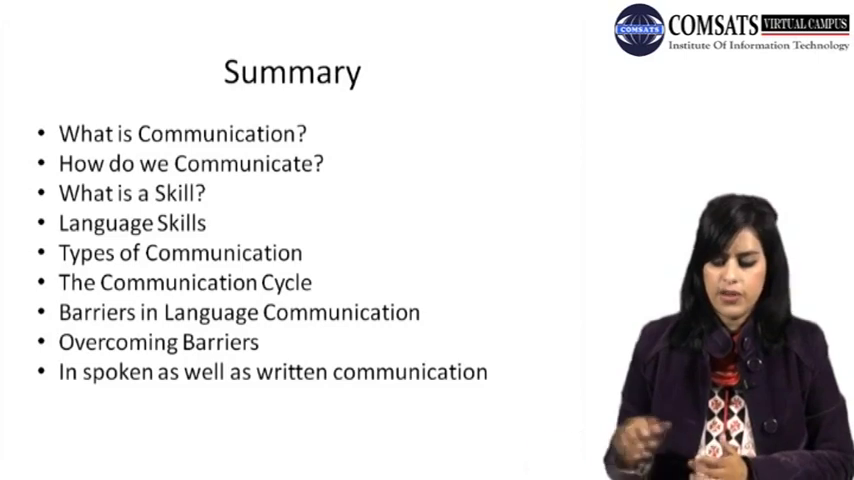 COMSATS VIRTUAL CAMPUS
COMSATS
Institute Of Information Technology
Summary
• What is Communication?
• How do we Communicate?
• What is a Skill?
• Language Skills
• Types of Communication
• The Communication Cycle
• Barriers in Language Communication
• Overcoming Barriers
• In spoken as well as written communication